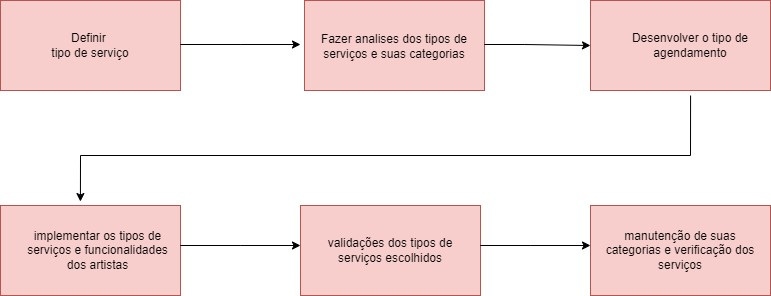 Definir
tipo de serviço
Fazer analises dos tipos de
serviços e suas categorias
Desenvolver o tipo de
agendamento
implementar os tipos de
serviços e funcionalidades
dos artistas
validações dos tipos de
serviços escolhidos
manutenção de suas
categorias e verificação dos
serviços